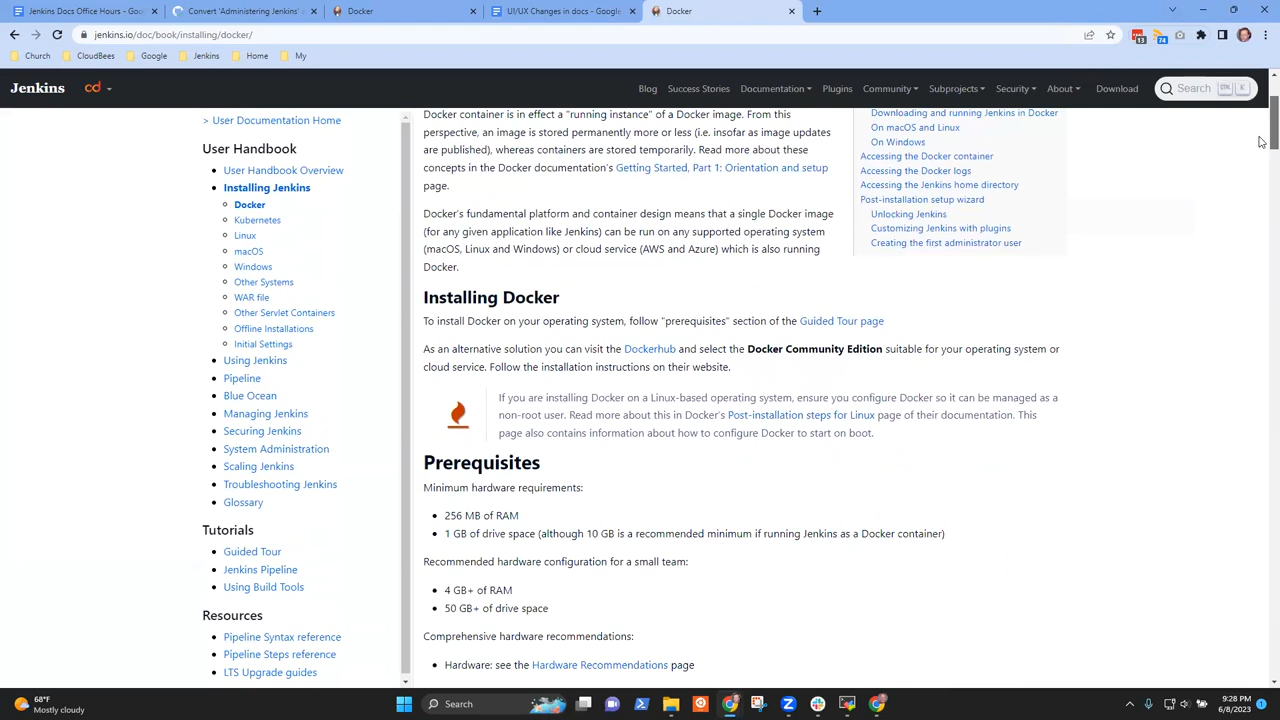 Jenkins Docs Office Hours - Goo
Convert 'Administering Jenkins'
Docker
UI/UX Changes in docs - Google
Docker
jenkins.io/doc/book/installing/docker/
13
74
Church
CloudBees
Google
Jenkins
Home
My
Jenkins
cd
Blog
Success Stories
Documentation
Plugins
Community
Subprojects
Security
About
Download
Search
CTRL
K
> User Documentation Home
User Handbook
User Handbook Overview
Installing Jenkins
Docker
Kubernetes
Linux
macOS
Windows
Other Systems
WAR file
Other Servlet Containers
Offline Installations
Initial Settings
Using Jenkins
Pipeline
Blue Ocean
Managing Jenkins
Securing Jenkins
System Administration
Scaling Jenkins
Troubleshooting Jenkins
Glossary
Tutorials
Guided Tour
Jenkins Pipeline
Using Build Tools
Resources
Pipeline Syntax reference
Pipeline Steps reference
LTS Upgrade guides
Docker container is in effect a "running instance" of a Docker image. From this
perspective, an image is stored permanently more or less (i.e. insofar as image updates
are published), whereas containers are stored temporarily. Read more about these
concepts in the Docker documentation's Getting Started, Part 1: Orientation and setup
page.
Docker's fundamental platform and container design means that a single Docker image
(for any given application like Jenkins) can be run on any supported operating system
(macOS, Linux and Windows) or cloud service (AWS and Azure) which is also running
Docker.
Downloading and running Jenkins in Docker
On macOS and Linux
On Windows
Accessing the Docker container
Accessing the Docker logs
Accessing the Jenkins home directory
Post-installation setup wizard
Unlocking Jenkins
Customizing Jenkins with plugins
Creating the first administrator user
Installing Docker
To install Docker on your operating system, follow "prerequisites" section of the Guided Tour page
As an alternative solution you can visit the Dockerhub and select the Docker Community Edition suitable for your operating system or
cloud service. Follow the installation instructions on their website.
If you are installing Docker on a Linux-based operating system, ensure you configure Docker so it can be managed as a
non-root user. Read more about this in Docker's Post-installation steps for Linux page of their documentation. This
page also contains information about how to configure Docker to start on boot.
Prerequisites
Minimum hardware requirements:
256 MB of RAM
1 GB of drive space (although 10 GB is a recommended minimum if running Jenkins as a Docker container)
Recommended hardware configuration for a small team:
4 GB+ of RAM
50 GB+ of drive space
Comprehensive hardware recommendations:
Hardware: see the Hardware Recommendations page
68°F
Mostly cloudy
Search
9:28 PM
6/8/2023